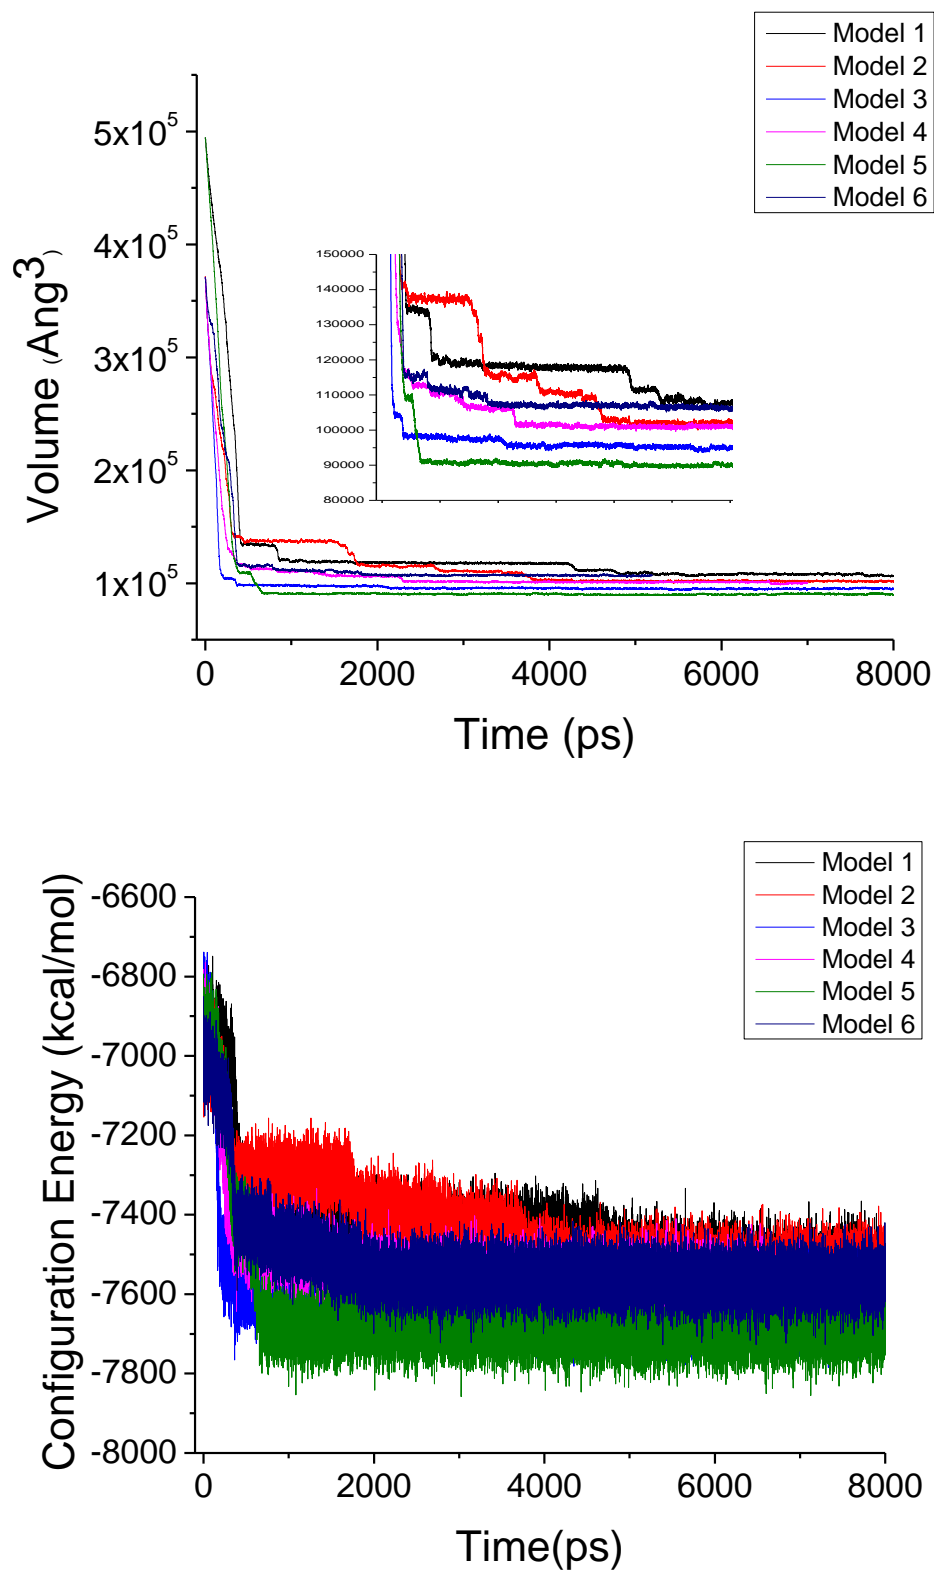 Model 1
Model 2
Model 3
Model 4
Model 5
Model 6
5x10^5
4x10^5
3x10^5
2x10^5
1x10^5
Volume (Ang3)
150000
140000
130000
120000
110000
100000
90000
80000
0 2000 4000 6000 8000
Time (ps)
Model 1
Model 2
Model 3
Model 4
Model 5
Model 6
-6600
-6800
-7000
-7200
-7400
-7600
-7800
-8000
Configuration Energy (kcal/mol)
0 2000 4000 6000 8000
Time(ps)